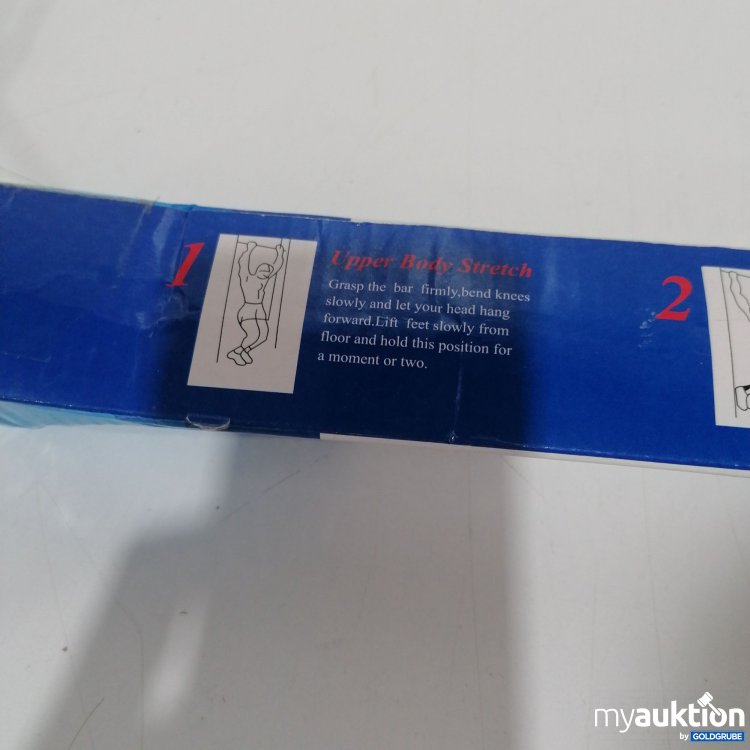 1
Upper Body Stretch
Grasp the bar firmly,bend knees
slowly and let your head hang
forward.Lift feet slowly from
floor and hold this position for
a moment or two.
2
myauktion
by GOLDGRUBE